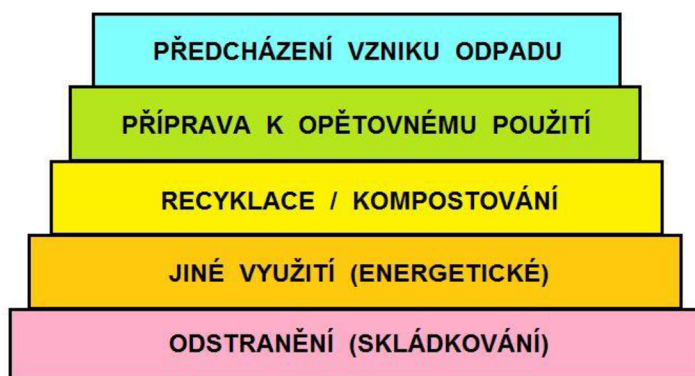 PŘEDCHÁZENÍ VZNIKU ODPADU
PŘÍPRAVA K OPĚTOVNÉMU POUŽITÍ
RECYKLACE / KOMPOSTOVÁNÍ
JINÉ VYUŽITÍ (ENERGETICKÉ)
ODSTRANĚNÍ (SKLÁDKOVÁNÍ)